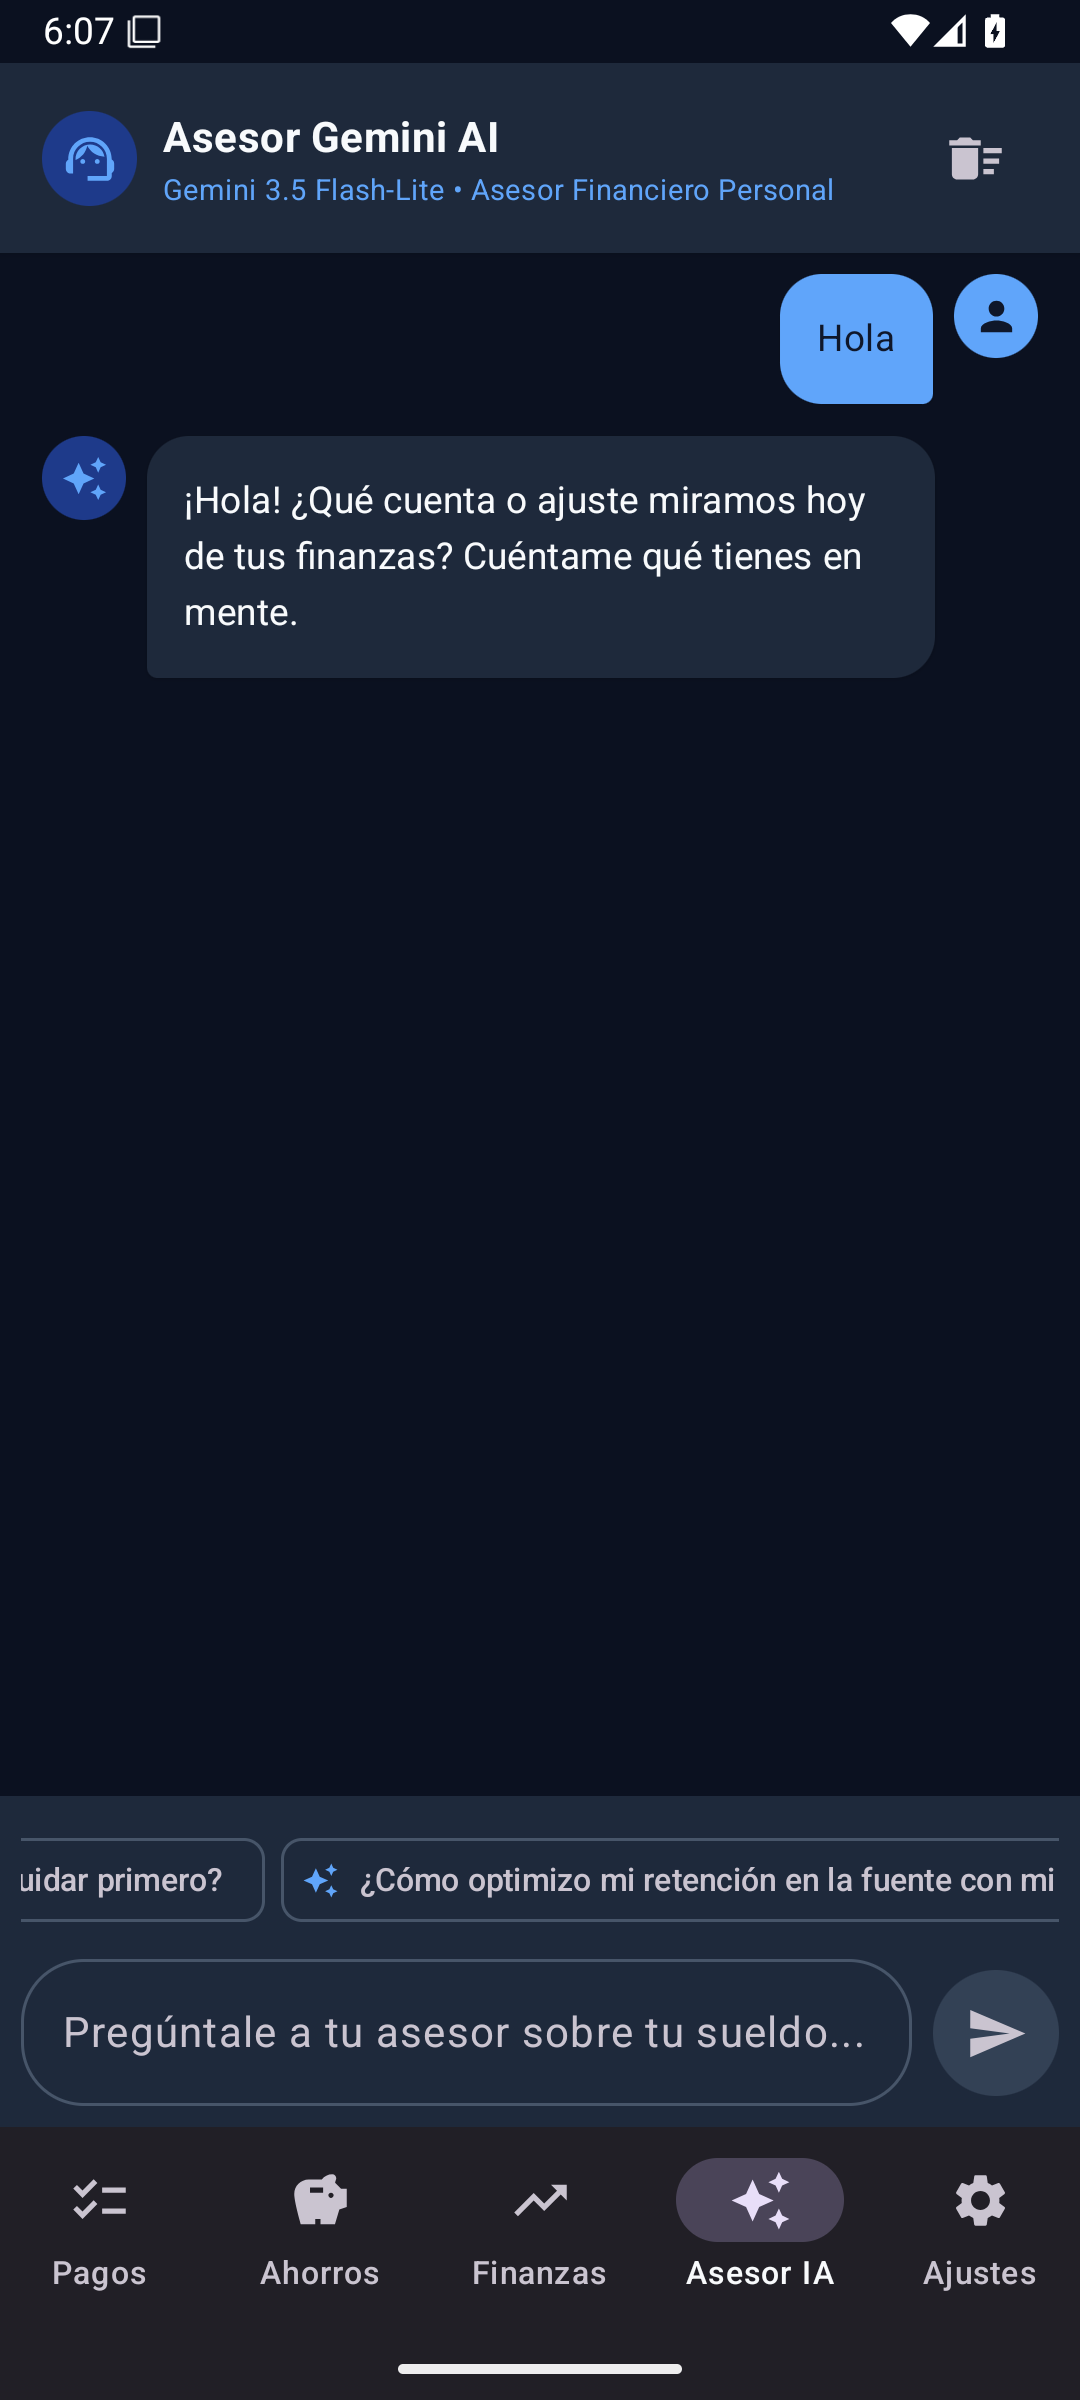 6:07
Asesor Gemini AI
Gemini 3.5 Flash-Lite • Asesor Financiero Personal
Hola
¡Hola! ¿Qué cuenta o ajuste miramos hoy
de tus finanzas? Cuéntame qué tienes en
mente.
uidar primero?
¿Cómo optimizo mi retención en la fuente con mi
Pregúntale a tu asesor sobre tu sueldo...
Pagos
Ahorros
Finanzas
Asesor IA
Ajustes